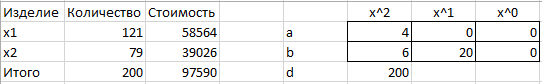 Изделие Количество Стоимость x^2 x^1 x^0
x1 121 58564 a 4 0 0
x2 79 39026 b 6 20 0
Итого 200 97590 d 200